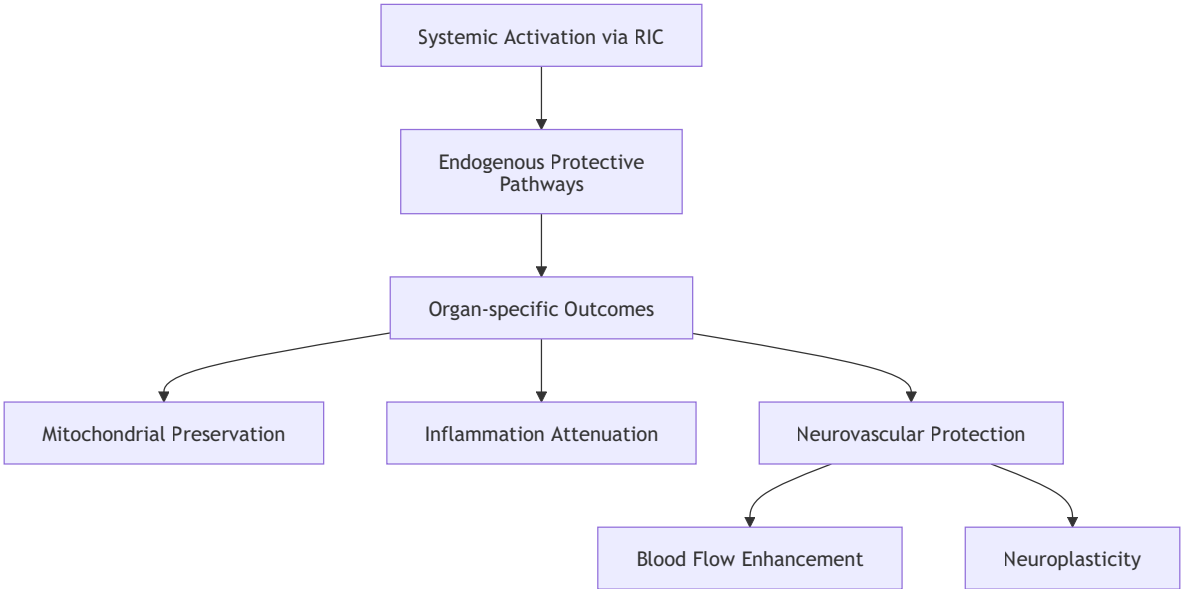 Systemic Activation via RIC
Endogenous Protective
Pathways
Organ-specific Outcomes
Mitochondrial Preservation
Inflammation Attenuation
Neurovascular Protection
Blood Flow Enhancement
Neuroplasticity